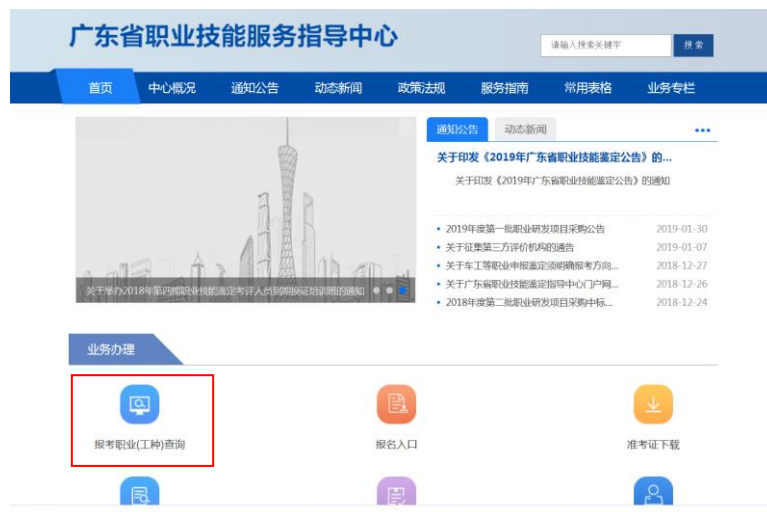 广东省职业技能服务指导中心
请输入搜索关键字
搜 索
首页 中心概况 通知公告 动态新闻 政策法规 服务指南 常用表格 业务专栏
通知公告 动态新闻
关于印发《2019年广东省职业技能鉴定公告》的...
关于印发《2019年广东省职业技能鉴定公告》的通知
2019年度第一批职业研发项目采购公告 2019-01-30
关于征集第三方评价机构的通告 2019-01-07
关于车工等职业申报鉴定须明确报考方向... 2018-12-27
关于广东省职业技能鉴定指导中心门户网... 2018-12-26
2018年度第二批职业研发项目采购中标... 2018-12-24
关于举办2018年第四期职业技能鉴定考评人员到期换证培训班的通知
业务办理
报考职业(工种)查询 报名入口 准考证下载